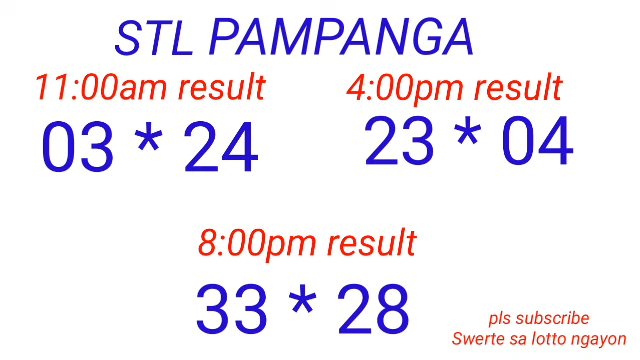 STL PAMPANGA
11:00am result
03 * 24
4:00pm result
23 * 04
8:00pm result
33 * 28
pls subscribe
Swerte sa lotto ngayon